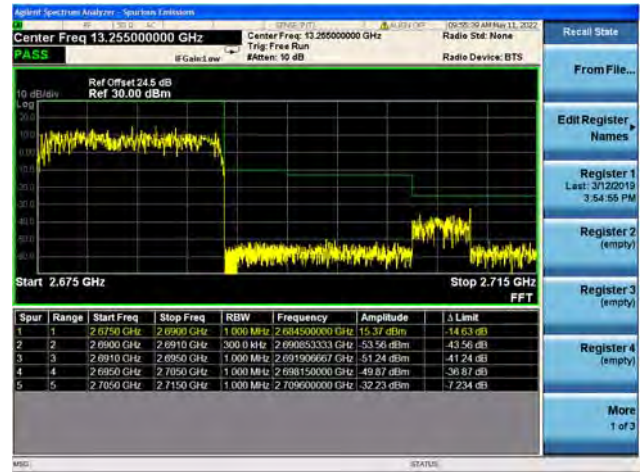 Agilent Spectrum Analyzer - Spurious Emissions
RF 50 Ω AC SENSE:PIT ALIGN OFF 09:55:39 AM May 11, 2022
Center Freq 13.255000000 GHz
Center Freq: 13.255000000 GHz
Radio Std: None
Trig: Free Run
PASS
IFGain:Low
#Atten: 10 dB
Radio Device: BTS
Ref Offset 24.5 dB
10 dB/div Ref 30.00 dBm
Log
Start 2.675 GHz
Stop 2.715 GHz
FFT
Spur Range Start Freq Stop Freq RBW Frequency Amplitude Δ Limit
1 1 2.6750 GHz 2.6900 GHz 1.000 MHz 2.684500000 GHz 15.37 dBm -14.63 dB
2 2 2.6900 GHz 2.6910 GHz 300.0 kHz 2.690853333 GHz -53.56 dBm -43.56 dB
3 3 2.6910 GHz 2.6950 GHz 1.000 MHz 2.691906667 GHz -51.24 dBm -41.24 dB
4 4 2.6950 GHz 2.7050 GHz 1.000 MHz 2.698150000 GHz -49.87 dBm -36.87 dB
5 5 2.7050 GHz 2.7150 GHz 1.000 MHz 2.709600000 GHz -32.23 dBm -7.234 dB
MSG
STATUS
Recall State
From File...
Edit Register
Names
Register 1
Last: 3/12/2019
3:54:55 PM
Register 2
(empty)
Register 3
(empty)
Register 4
(empty)
More
1 of 3